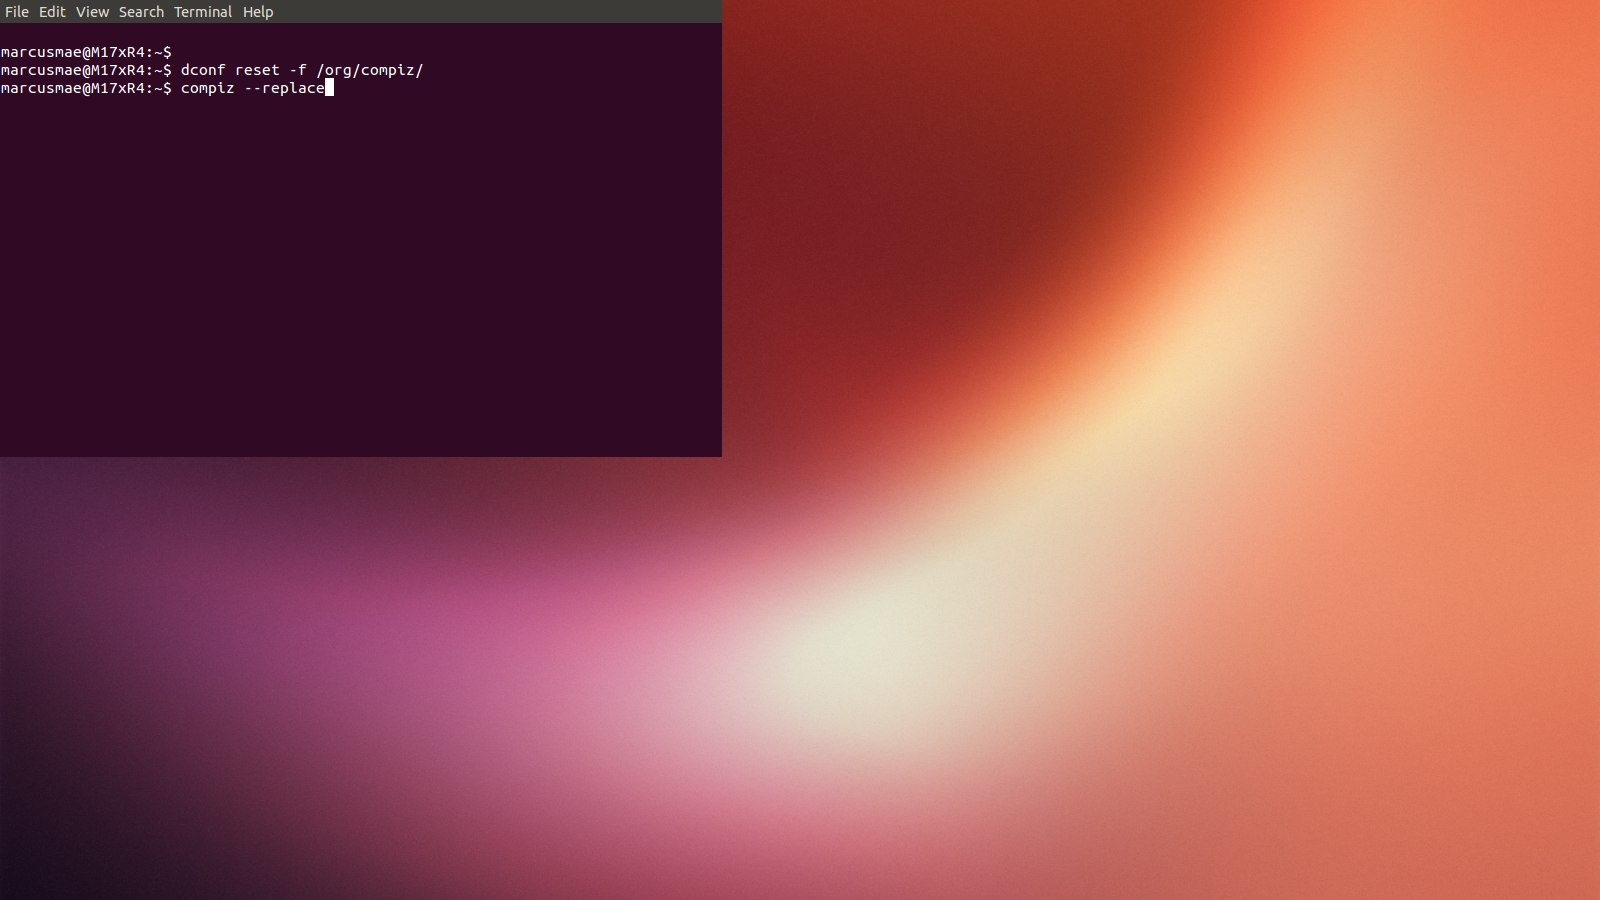 File Edit View Search Terminal Help
marcusmae@M17xR4:~$
marcusmae@M17xR4:~$ dconf reset -f /org/compiz/
marcusmae@M17xR4:~$ compiz --replace